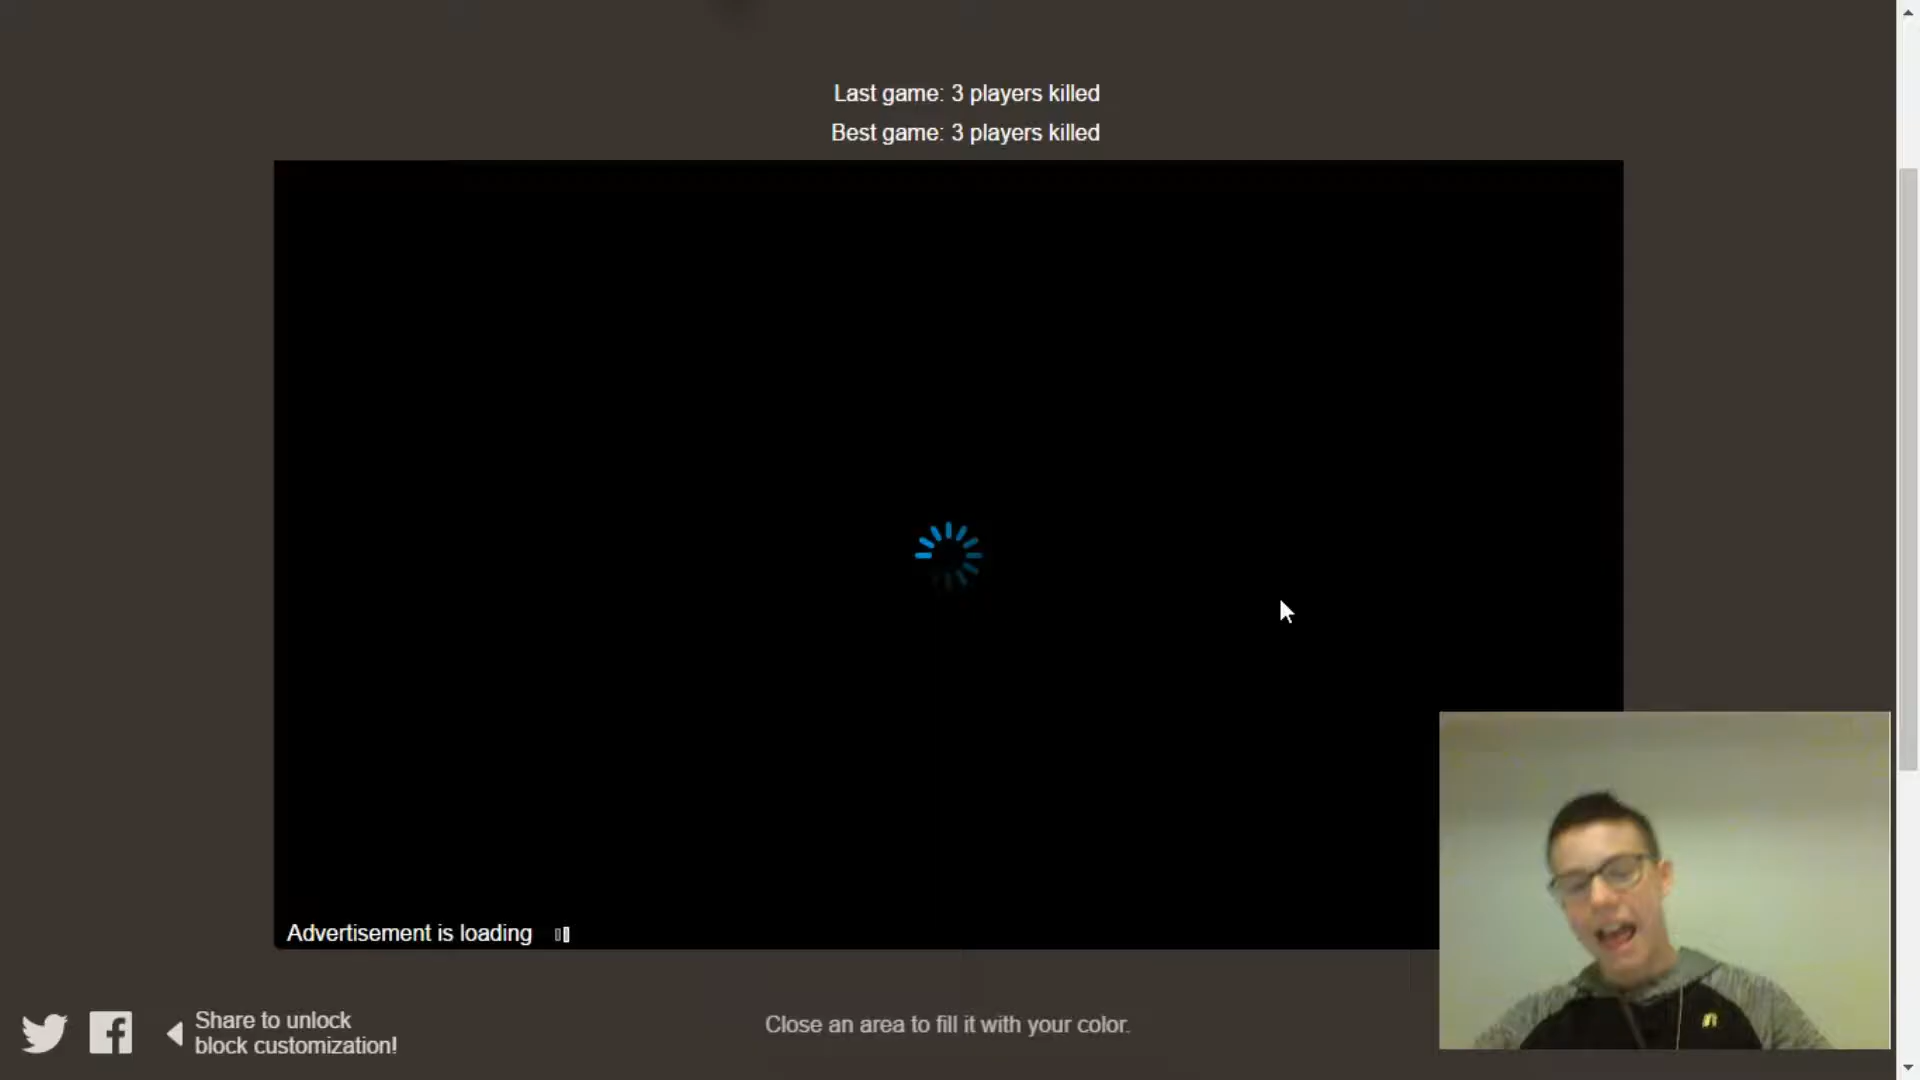 Last game: 3 players killed
Best game: 3 players killed
Advertisement is loading
Share to unlock
block customization!
Close an area to fill it with your color.